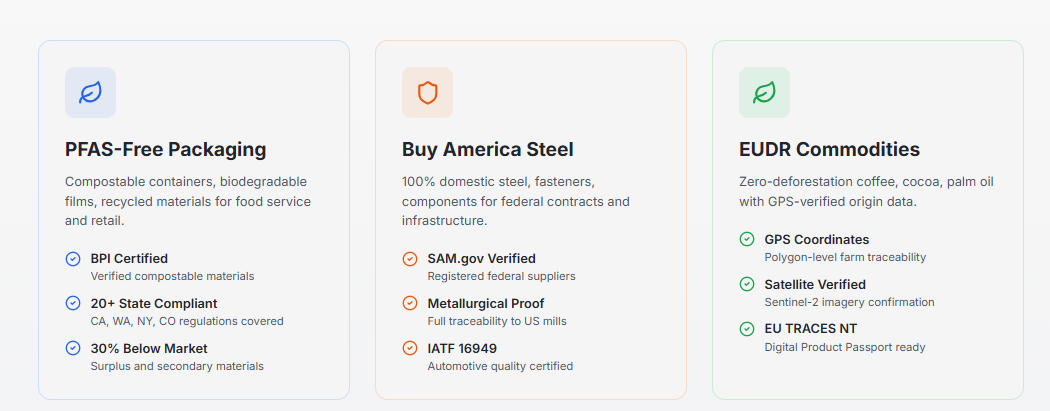 PFAS-Free Packaging
Compostable containers, biodegradable
films, recycled materials for food service
and retail.
BPI Certified
Verified compostable materials
20+ State Compliant
CA, WA, NY, CO regulations covered
30% Below Market
Surplus and secondary materials
Buy America Steel
100% domestic steel, fasteners,
components for federal contracts and
infrastructure.
SAM.gov Verified
Registered federal suppliers
Metallurgical Proof
Full traceability to US mills
IATF 16949
Automotive quality certified
EUDR Commodities
Zero-deforestation coffee, cocoa, palm oil
with GPS-verified origin data.
GPS Coordinates
Polygon-level farm traceability
Satellite Verified
Sentinel-2 imagery confirmation
EU TRACES NT
Digital Product Passport ready